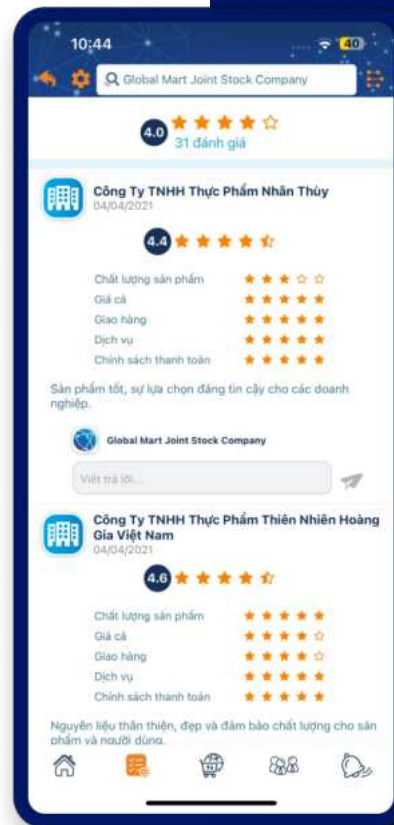 10:44
40
Global Mart Joint Stock Company
4.0
31 đánh giá
Công Ty TNHH Thực Phẩm Nhân Thùy
04/04/2021
4.4
Chất lượng sản phẩm
Giá cả
Giao hàng
Dịch vụ
Chính sách thanh toán
Sản phẩm tốt, sự lựa chọn đáng tin cậy cho các doanh
nghiệp.
Global Mart Joint Stock Company
Viết trả lời...
Công Ty TNHH Thực Phẩm Thiên Nhiên Hoàng
Gia Việt Nam
04/04/2021
4.6
Chất lượng sản phẩm
Giá cả
Giao hàng
Dịch vụ
Chính sách thanh toán
Nguyên liệu thân thiện, đẹp và đảm bảo chất lượng cho sản
phẩm và người dùng.